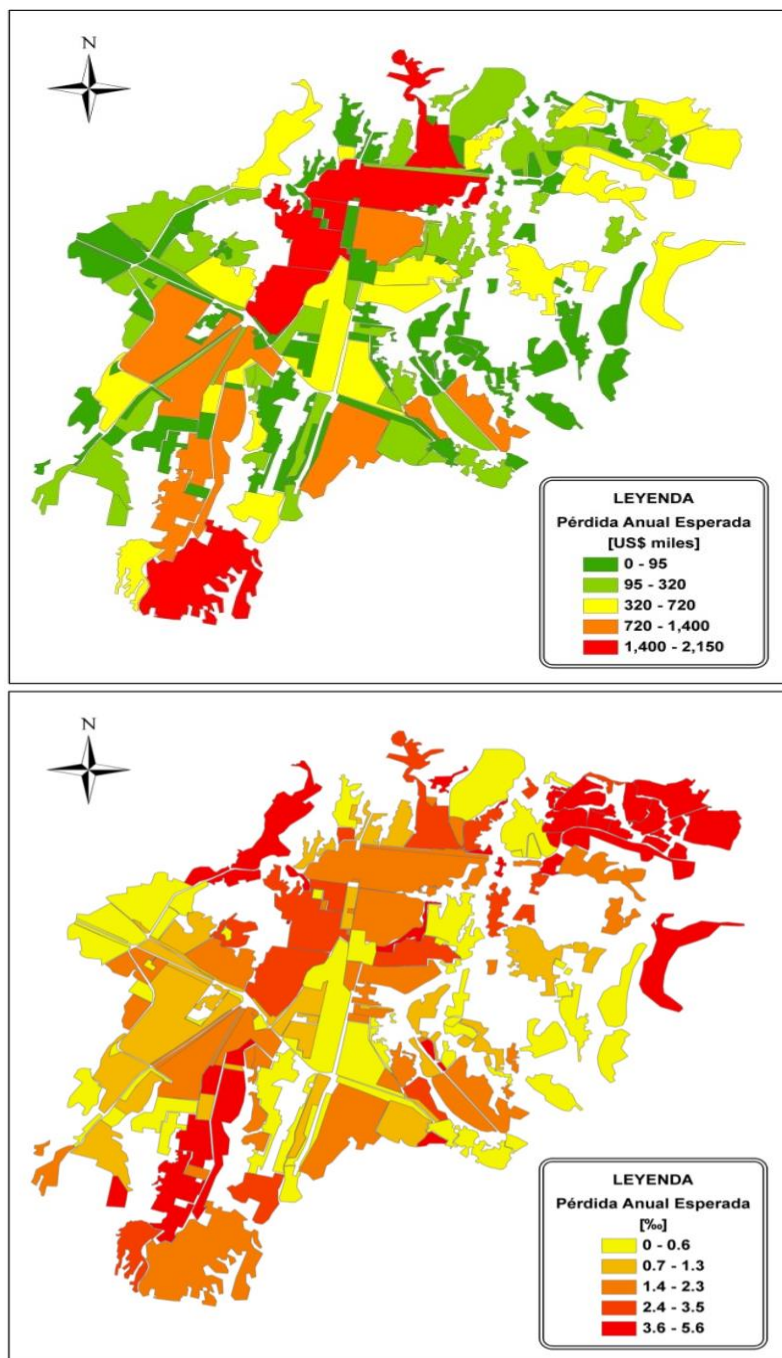 N
LEYENDA
Pérdida Anual Esperada
[US$ miles]
0 - 95
95 - 320
320 - 720
720 - 1,400
1,400 - 2,150
N
LEYENDA
Pérdida Anual Esperada
[‰]
0 - 0.6
0.7 - 1.3
1.4 - 2.3
2.4 - 3.5
3.6 - 5.6